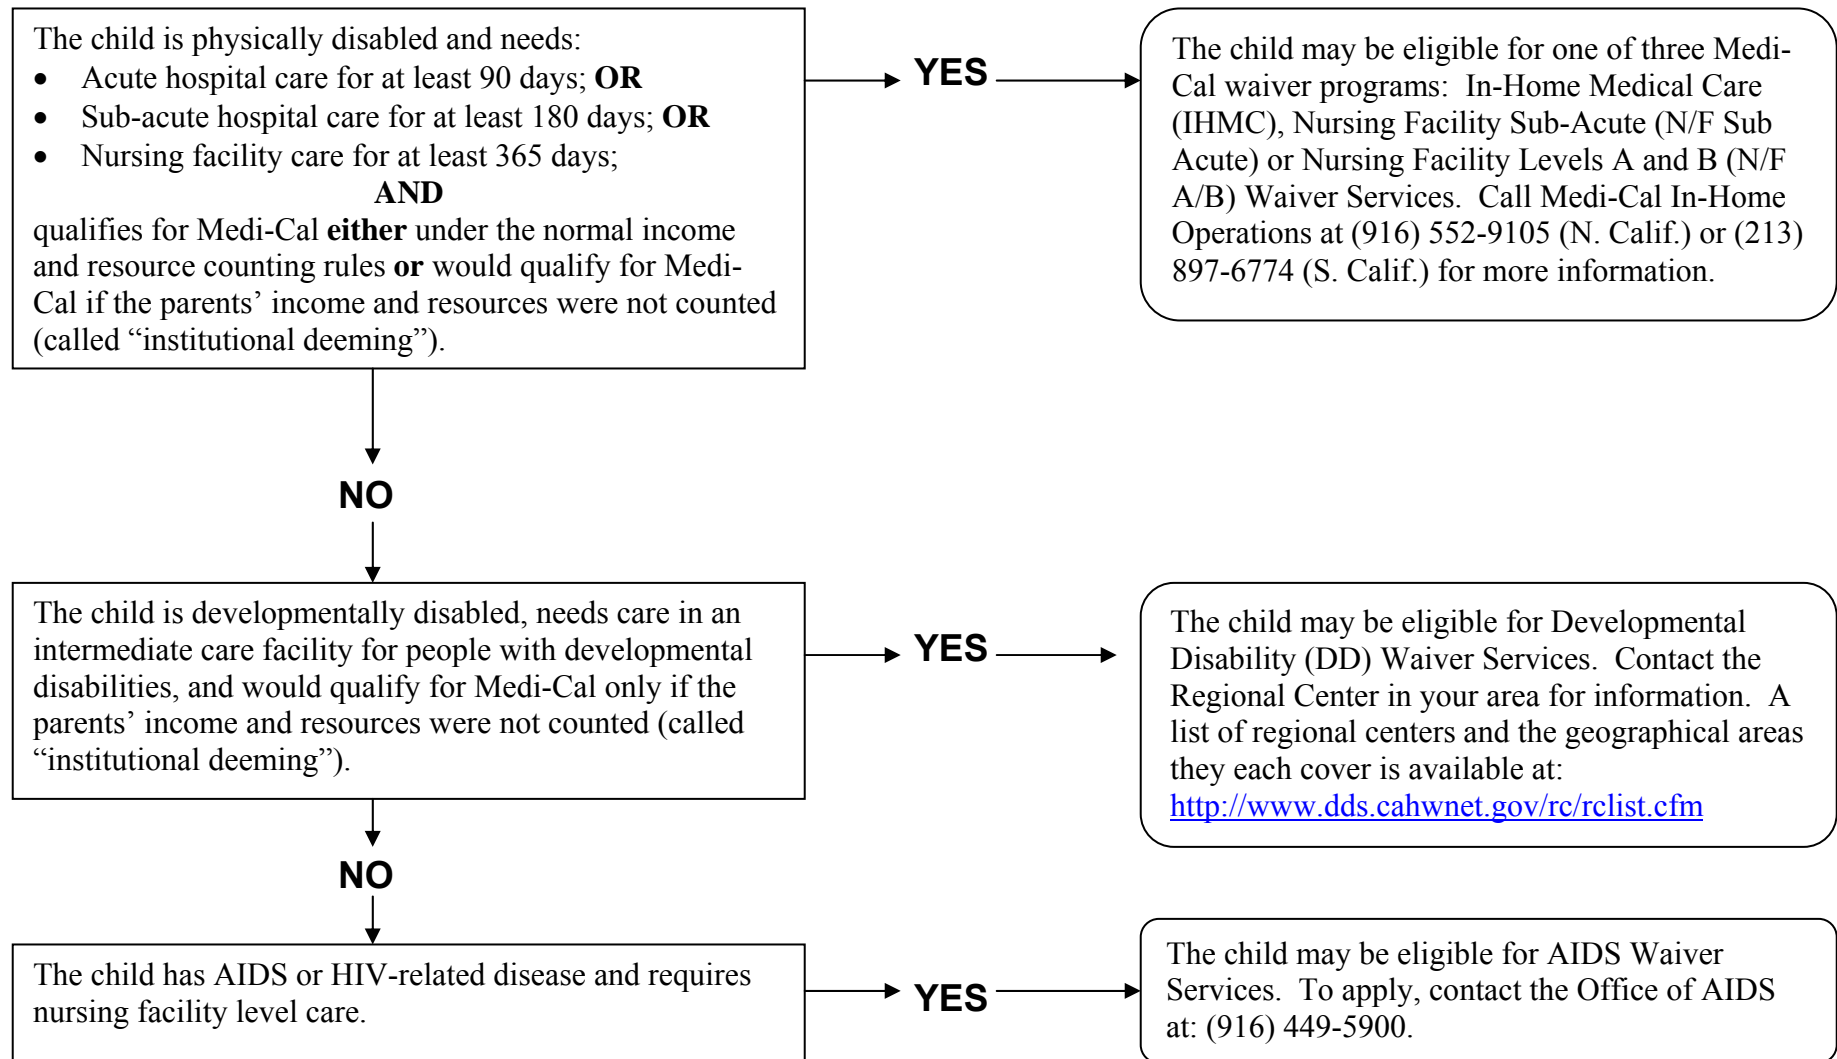 The child is physically disabled and needs:
• Acute hospital care for at least 90 days; OR
• Sub-acute hospital care for at least 180 days; OR
• Nursing facility care for at least 365 days;
AND
qualifies for Medi-Cal either under the normal income
and resource counting rules or would qualify for Medi-
Cal if the parents’ income and resources were not counted
(called “institutional deeming”).
YES
The child may be eligible for one of three Medi-
Cal waiver programs:  In-Home Medical Care
(IHMC), Nursing Facility Sub-Acute (N/F Sub
Acute) or Nursing Facility Levels A and B (N/F
A/B) Waiver Services.  Call Medi-Cal In-Home
Operations at (916) 552-9105 (N. Calif.) or (213)
897-6774 (S. Calif.) for more information.
NO
The child is developmentally disabled, needs care in an
intermediate care facility for people with developmental
disabilities, and would qualify for Medi-Cal only if the
parents’ income and resources were not counted (called
“institutional deeming”).
YES
The child may be eligible for Developmental
Disability (DD) Waiver Services.  Contact the
Regional Center in your area for information.  A
list of regional centers and the geographical areas
they each cover is available at:
http://www.dds.cahwnet.gov/rc/rclist.cfm
NO
The child has AIDS or HIV-related disease and requires
nursing facility level care.
YES
The child may be eligible for AIDS Waiver
Services.  To apply, contact the Office of AIDS
at: (916) 449-5900.